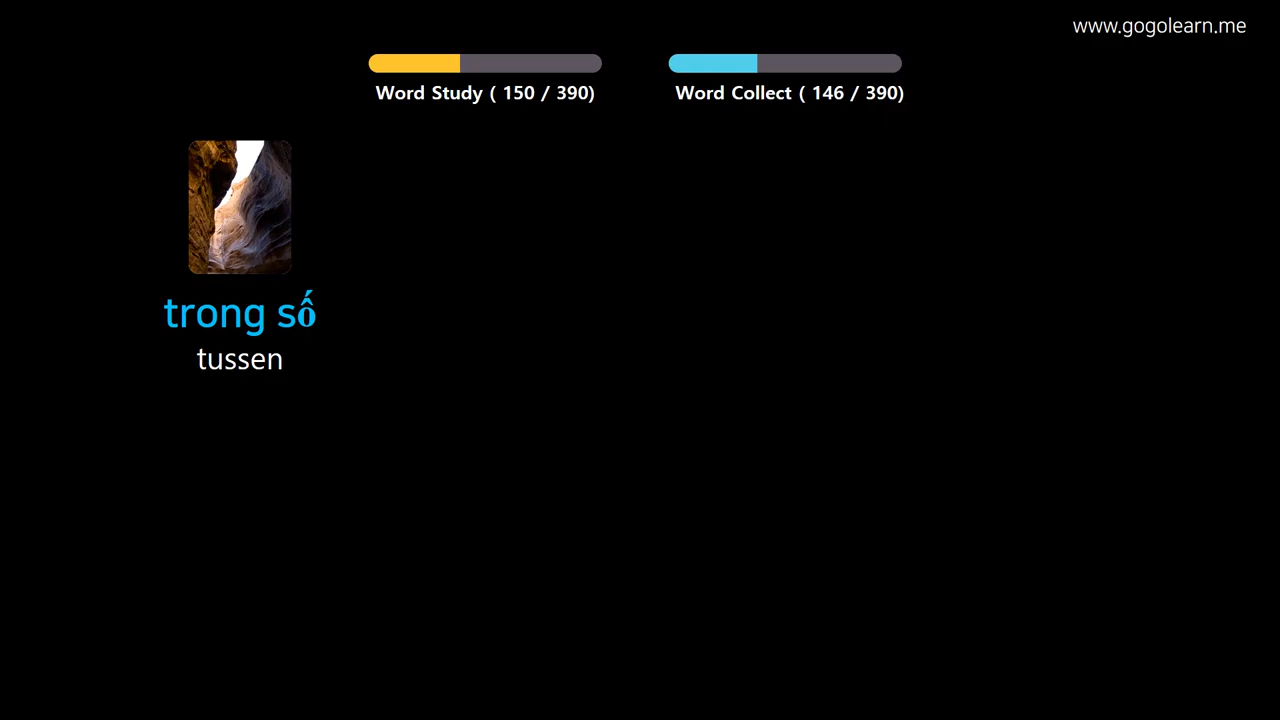 www.gogolearn.me
Word Study ( 150 / 390)
Word Collect ( 146 / 390)
trong số
tussen